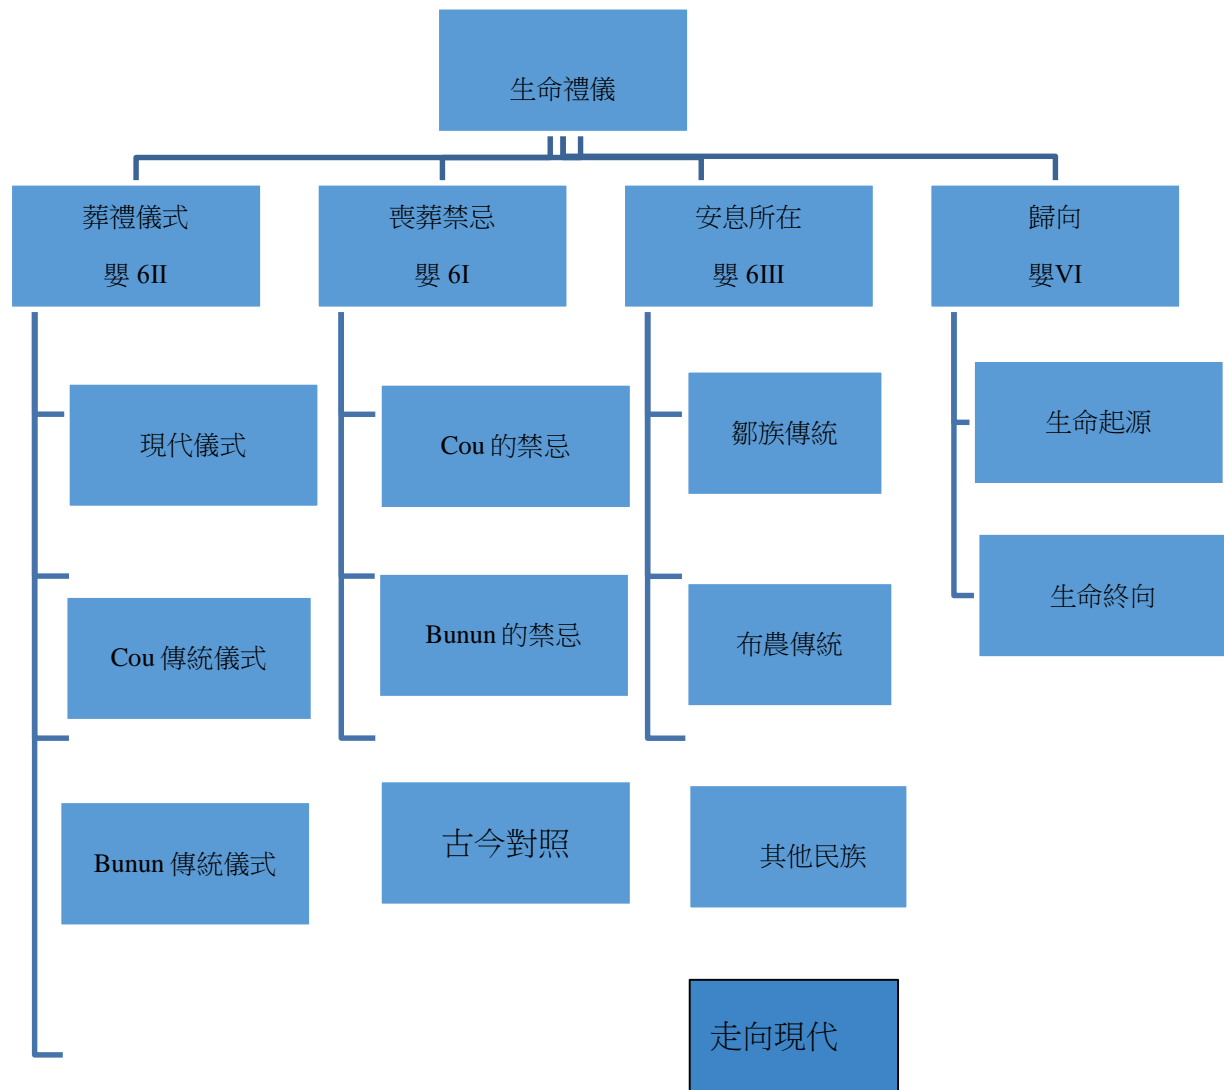 生命禮儀
葬禮儀式
嬰 6II
喪葬禁忌
嬰 6I
安息所在
嬰 6III
歸向
嬰VI
現代儀式
Cou 傳統儀式
Bunun 傳統儀式
Cou 的禁忌
Bunun 的禁忌
古今對照
鄒族傳統
布農傳統
其他民族
走向現代
生命起源
生命終向